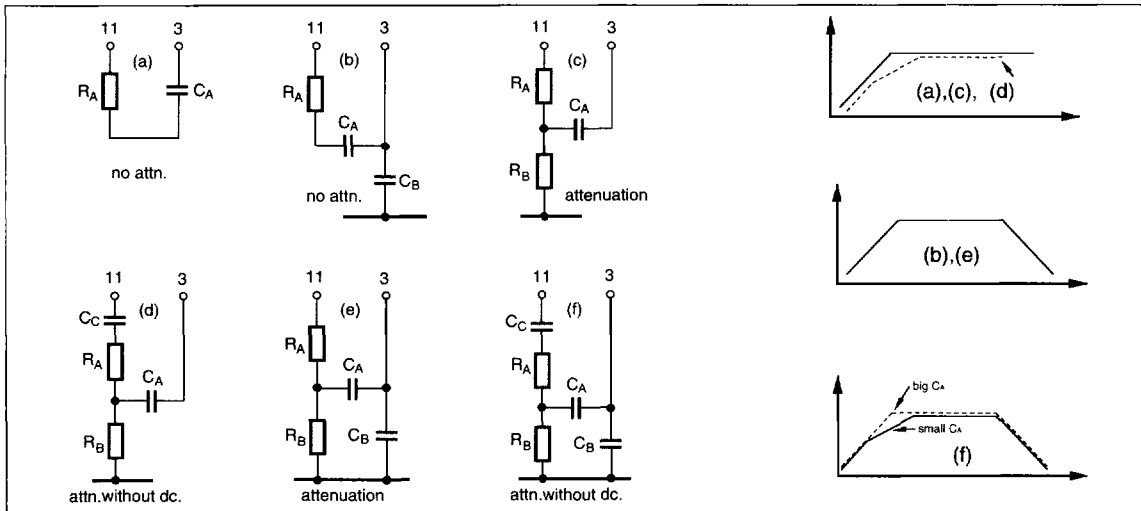 11 3
(a)
R_A C_A
no attn.
11 3
(b)
R_A
C_A
C_B
no attn.
11 3
(c)
R_A
C_A
R_B
attenuation
(a),(c), (d)
(b),(e)
11 3
(d)
C_C
R_A
C_A
R_B
attn.without dc.
11 3
(e)
R_A
C_A
R_B C_B
attenuation
11 3
(f)
C_C
R_A
C_A
R_B C_B
attn.without dc.
big C_A
small C_A
(f)